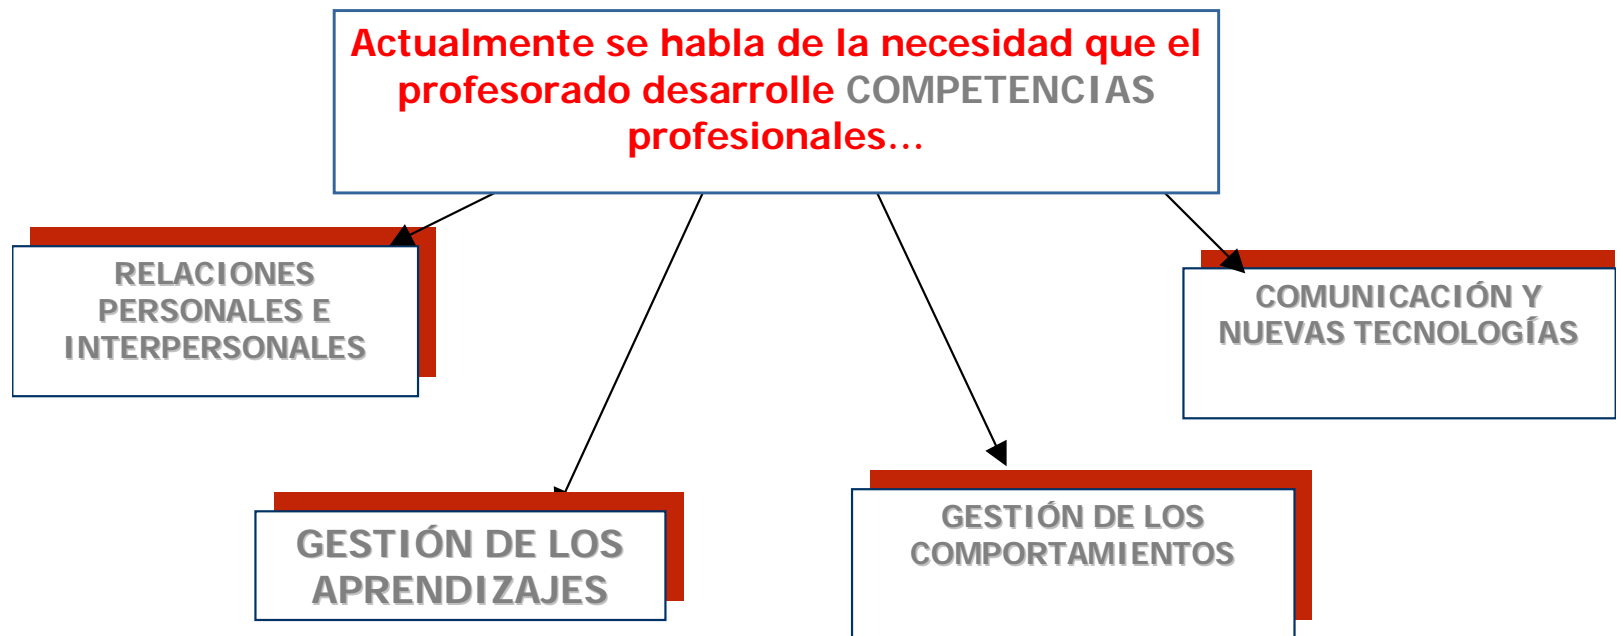 Actualmente se habla de la necesidad que el
profesorado desarrolle COMPETENCIAS
profesionales…
RELACIONES
PERSONALES E
INTERPERSONALES
COMUNICACIÓN Y
NUEVAS TECNOLOGÍAS
GESTIÓN DE LOS
APRENDIZAJES
GESTIÓN DE LOS
COMPORTAMIENTOS